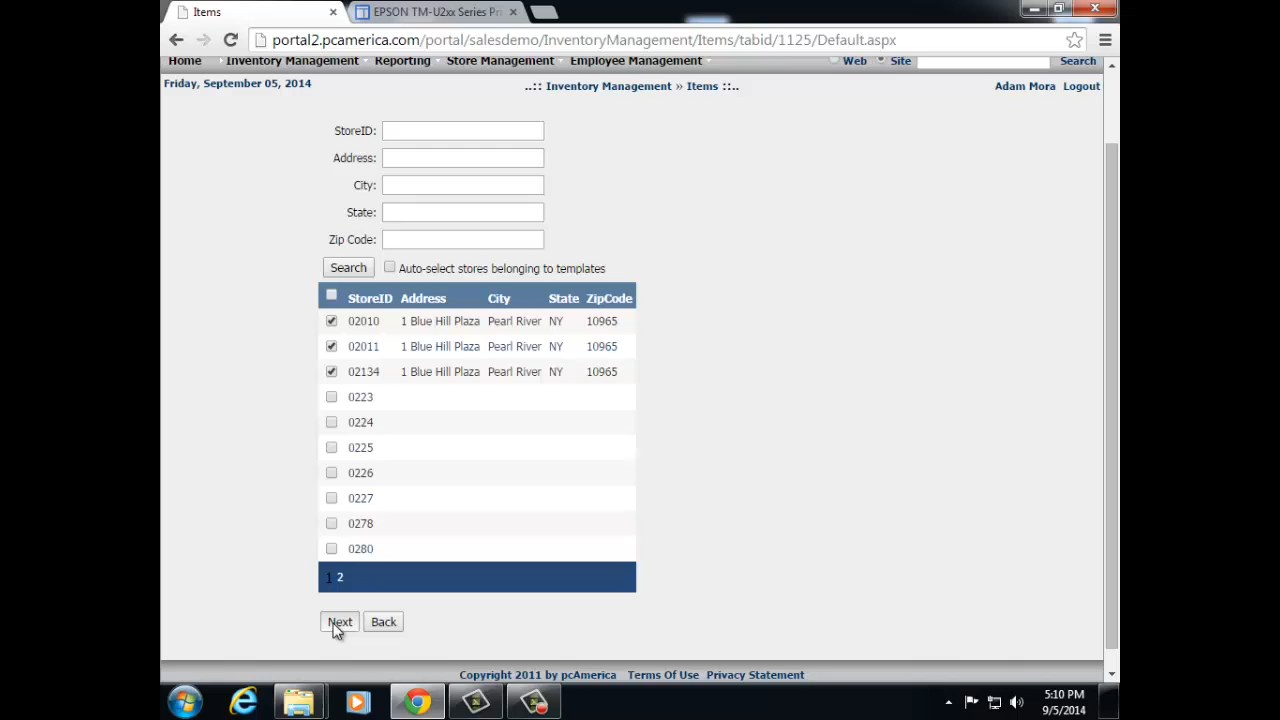 Items
EPSON TM-U2xx Series Pr
portal2.pcamerica.com/portal/salesdemo/InventoryManagement/Items/tabid/1125/Default.aspx
Home Inventory Management Reporting Store Management Employee Management Web Site Search
Friday, September 05, 2014 ..:: Inventory Management » Items ::.. Adam Mora Logout
StoreID:
Address:
City:
State:
Zip Code:
Search Auto-select stores belonging to templates
StoreID Address City State ZipCode
02010 1 Blue Hill Plaza Pearl River NY 10965
02011 1 Blue Hill Plaza Pearl River NY 10965
02134 1 Blue Hill Plaza Pearl River NY 10965
0223
0224
0225
0226
0227
0278
0280
1 2
Next Back
Copyright 2011 by pcAmerica Terms Of Use Privacy Statement
5:10 PM
9/5/2014